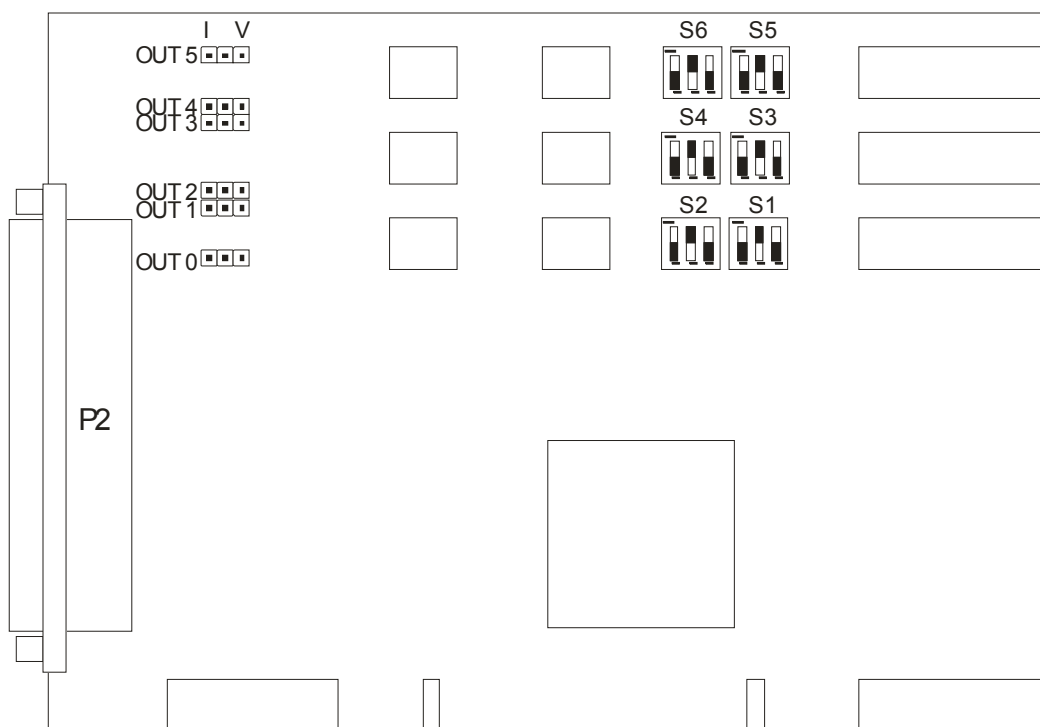 I V
OUT 5
OUT 4
OUT 3
OUT 2
OUT 1
OUT 0
S6 S5
S4 S3
S2 S1
P2